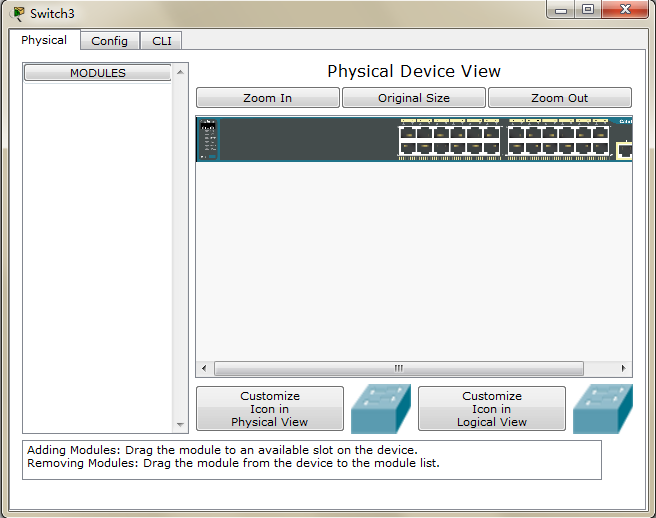 Switch3
Physical
Config
CLI
MODULES
Physical Device View
Zoom In
Original Size
Zoom Out
Customize
Icon in
Physical View
Customize
Icon in
Logical View
Adding Modules: Drag the module to an available slot on the device.
Removing Modules: Drag the module from the device to the module list.